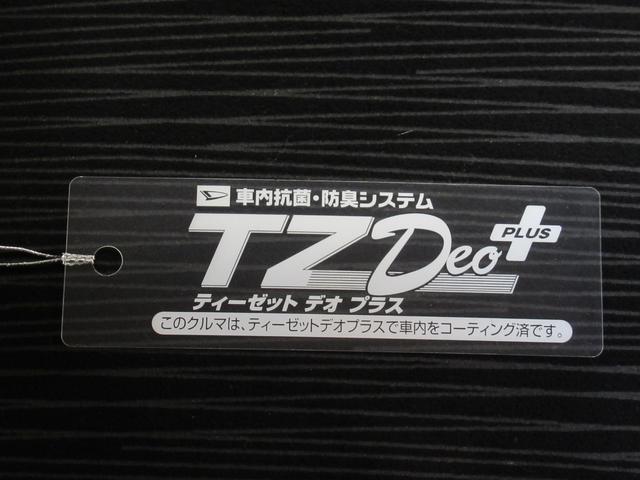 車内抗菌・防臭システム
TZ Deo PLUS
ティーゼット デオ プラス
このクルマは、ティーゼットデオプラスで車内をコーティング済です。